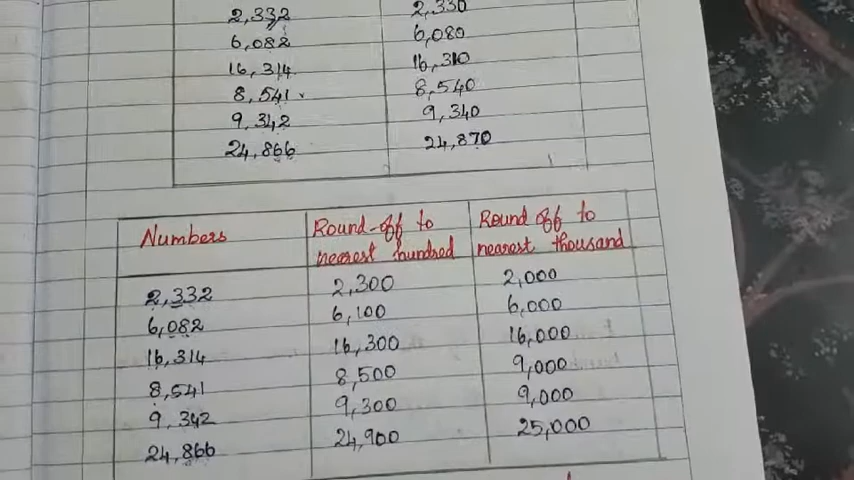 2,332 2,330
6,082 6,080
16,314 16,310
8,541 8,540
9,342 9,340
24,866 24,870
Numbers Round-off to nearest hundred Round off to nearest thousand
2,332 2,300 2,000
6,082 6,100 6,000
16,314 16,300 16,000
8,541 8,500 9,000
9,342 9,300 9,000
24,866 24,900 25,000